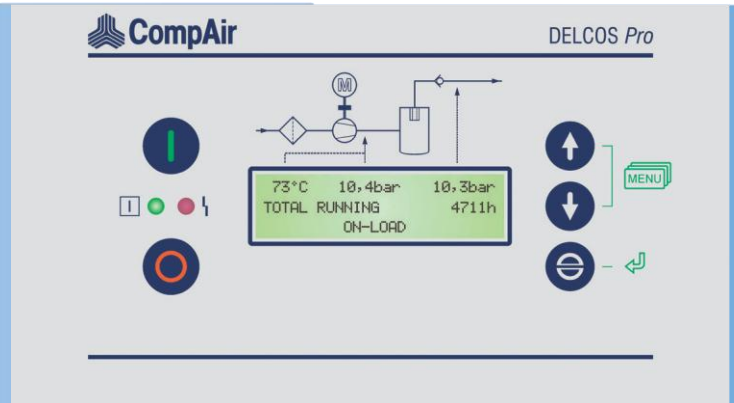 CompAir
DELCOS Pro
M
MENU
73°C 10,4bar 10,3bar
TOTAL RUNNING 4711h
ON-LOAD